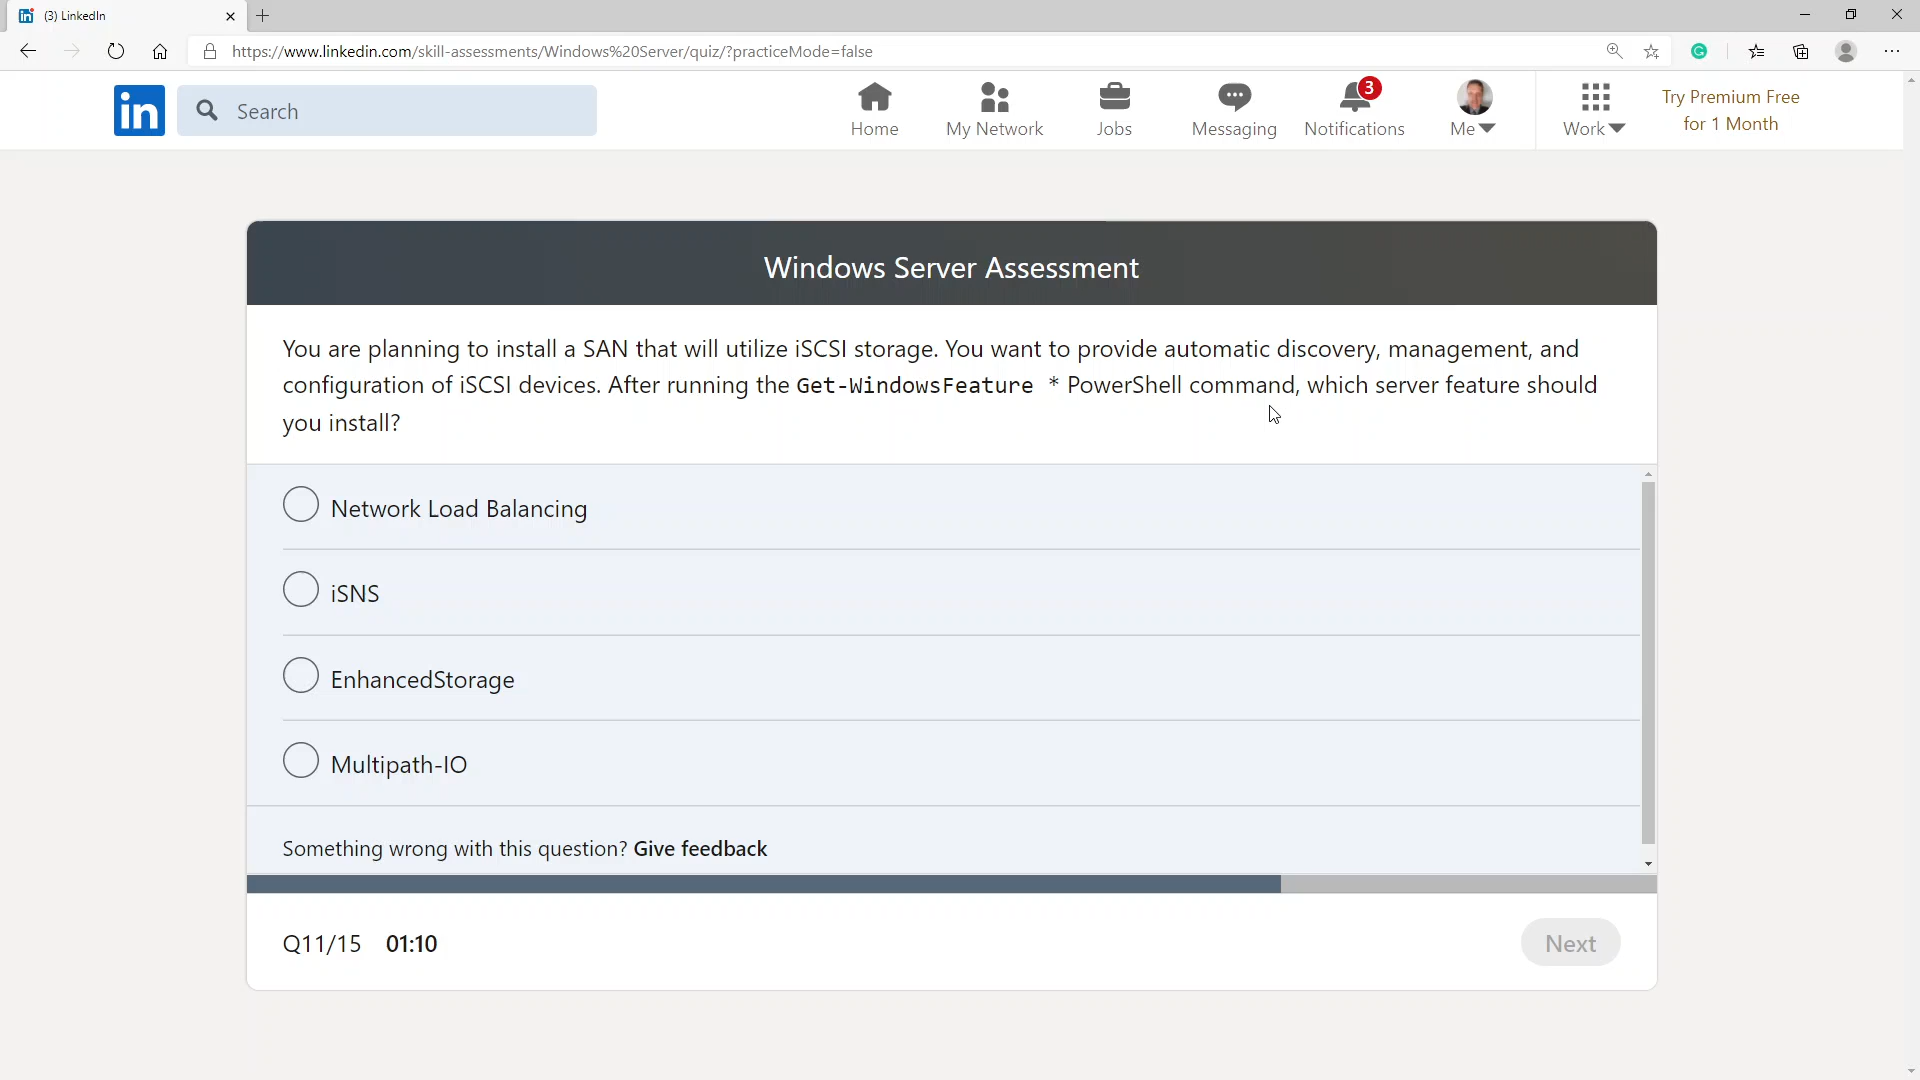 (3) LinkedIn
https://www.linkedin.com/skill-assessments/Windows%20Server/quiz/?practiceMode=false
in
Search
Home
My Network
Jobs
Messaging
3
Notifications
Me
Work
Try Premium Free
for 1 Month
Windows Server Assessment
You are planning to install a SAN that will utilize iSCSI storage. You want to provide automatic discovery, management, and
configuration of iSCSI devices. After running the Get-WindowsFeature * PowerShell command, which server feature should
you install?
Network Load Balancing
iSNS
EnhancedStorage
Multipath-IO
Something wrong with this question? Give feedback
Q11/15 01:10
Next